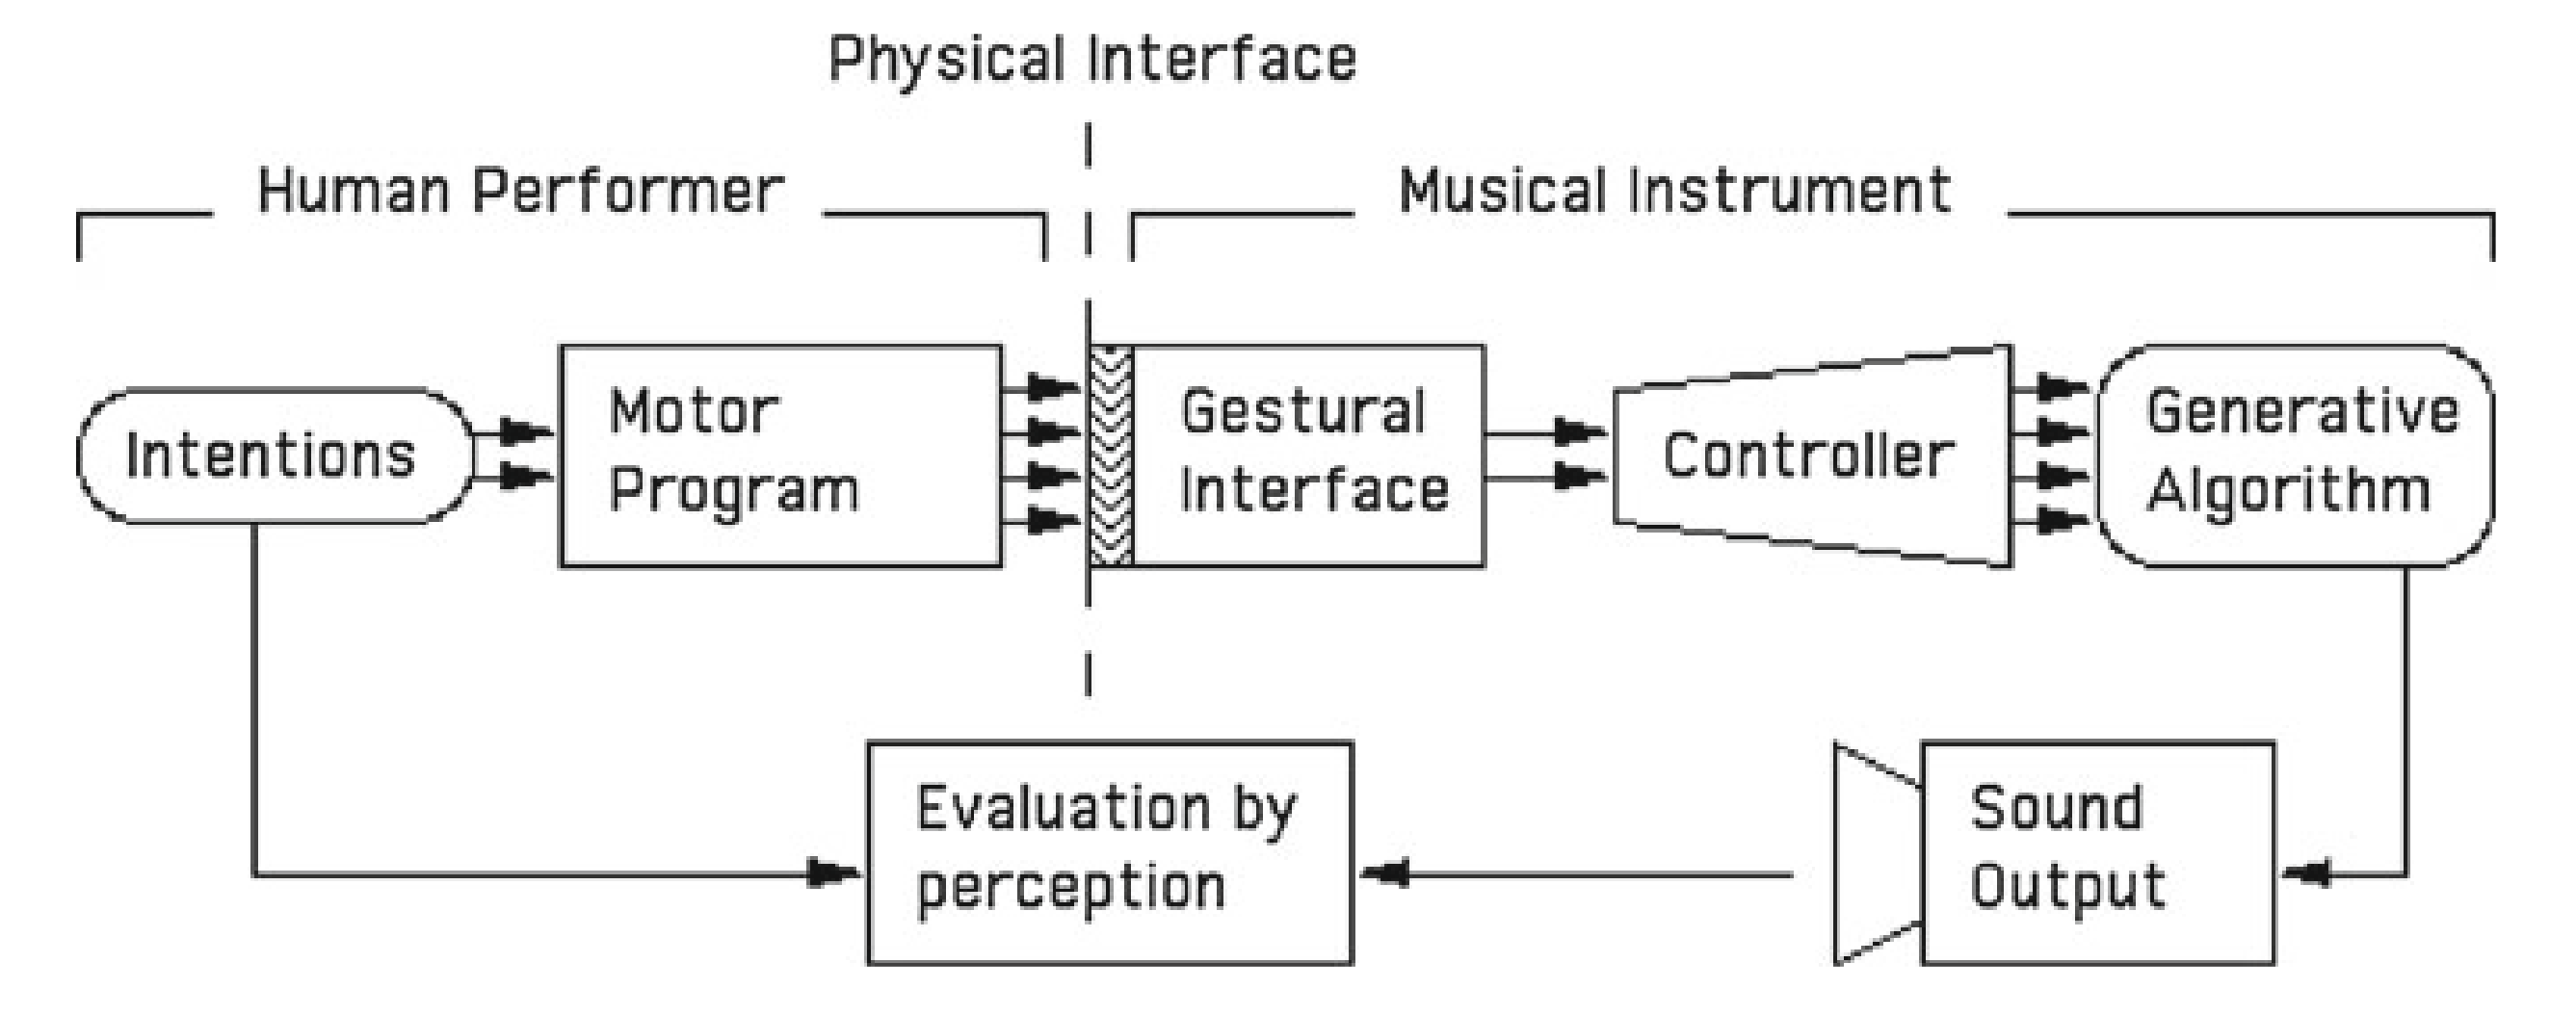 Physical Interface
Human Performer
Musical Instrument
Intentions
Motor
Program
Gestural
Interface
Controller
Generative
Algorithm
Evaluation by
perception
Sound
Output